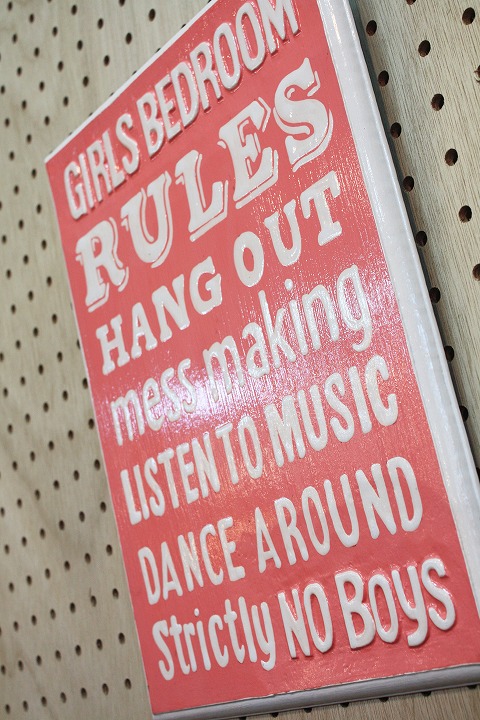 GIRLS BEDROOM
RULES
HANG OUT
mess making
LISTEN TO MUSIC
DANCE AROUND
Strictly NO BOYS